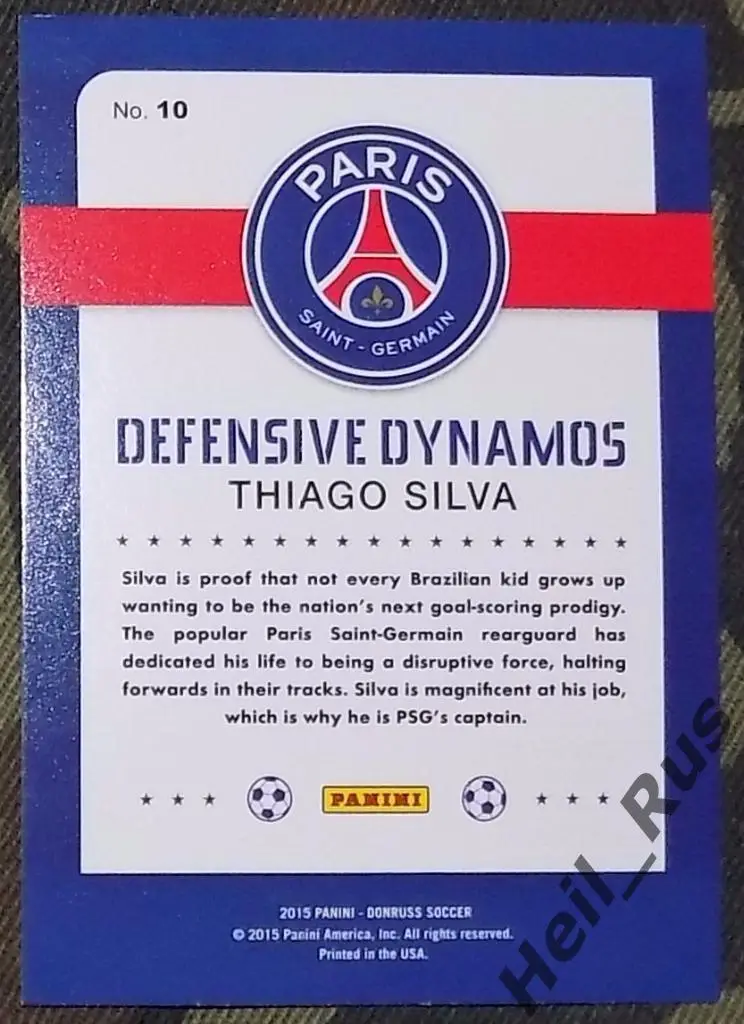 No. 10
PARIS
SAINT-GERMAIN
DEFENSIVE DYNAMOS
THIAGO SILVA
Silva is proof that not every Brazilian kid grows up
wanting to be the nation's next goal-scoring prodigy.
The popular Paris Saint-Germain rearguard has
dedicated his life to being a disruptive force, halting
forwards in their tracks. Silva is magnificent at his job,
which is why he is PSG's captain.
PANINI
2015 PANINI - DONRUSS SOCCER
© 2015 Panini America, Inc. All rights reserved.
Printed in the USA.
Heil_Rus